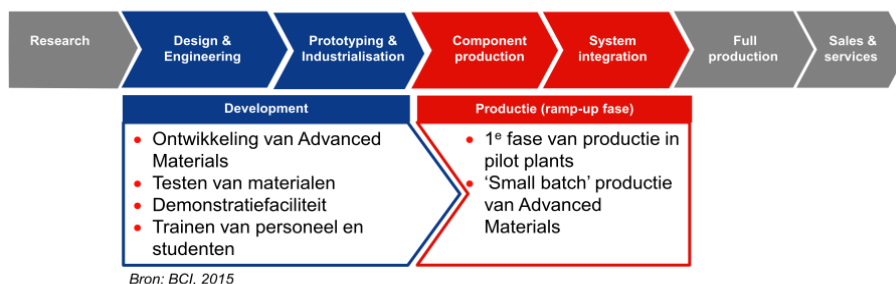 Research
Design &
Engineering
Prototyping &
Industrialisation
Component
production
System
integration
Full
production
Sales &
services
Development
Productie (ramp-up fase)
• Ontwikkeling van Advanced
Materials
• Testen van materialen
• Demonstratiefaciliteit
• Trainen van personeel en
studenten
• 1e fase van productie in
pilot plants
• ‘Small batch’ productie
van Advanced
Materials
Bron: BCI, 2015